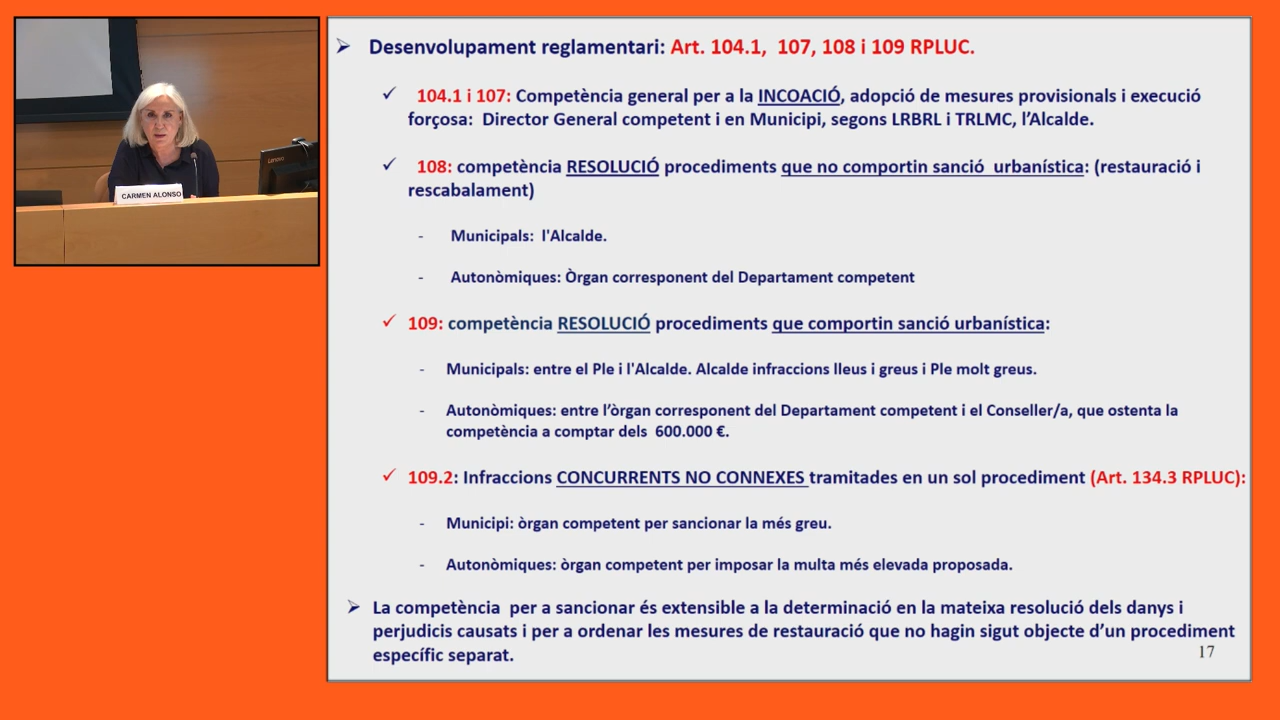 Lenovo
CARMEN ALONSO
➢ Desenvolupament reglamentari: Art. 104.1, 107, 108 i 109 RPLUC.
✓ 104.1 i 107: Competència general per a la INCOACIÓ, adopció de mesures provisionals i execució
forçosa: Director General competent i en Municipi, segons LRBRL i TRLMC, l’Alcalde.
✓ 108: competència RESOLUCIÓ procediments que no comportin sanció urbanística: (restauració i
rescabalament)
- Municipals: l'Alcalde.
- Autonòmiques: Òrgan corresponent del Departament competent
✓ 109: competència RESOLUCIÓ procediments que comportin sanció urbanística:
- Municipals: entre el Ple i l'Alcalde. Alcalde infraccions lleus i greus i Ple molt greus.
- Autonòmiques: entre l’òrgan corresponent del Departament competent i el Conseller/a, que ostenta la
competència a comptar dels 600.000 €.
✓ 109.2: Infraccions CONCURRENTS NO CONNEXES tramitades en un sol procediment (Art. 134.3 RPLUC):
- Municipi: òrgan competent per sancionar la més greu.
- Autonòmiques: òrgan competent per imposar la multa més elevada proposada.
➢ La competència per a sancionar és extensible a la determinació en la mateixa resolució dels danys i
perjudicis causats i per a ordenar les mesures de restauració que no hagin sigut objecte d’un procediment
específic separat.
17